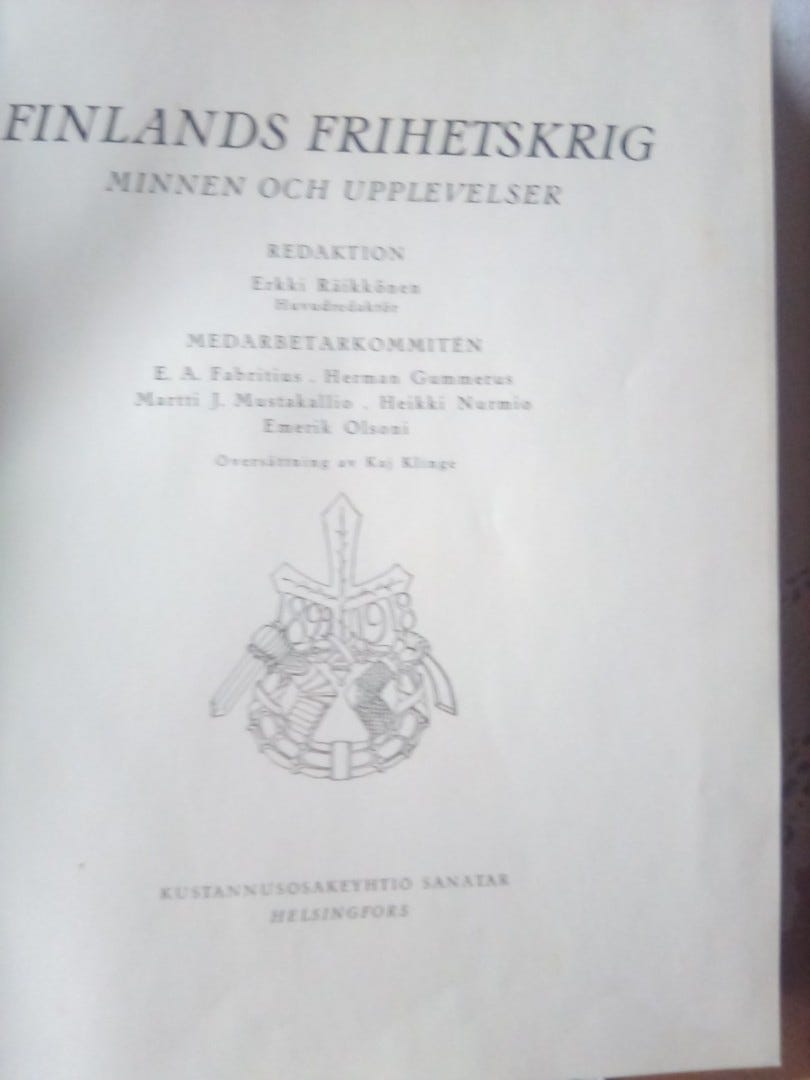 FINLANDS FRIHETSKRIG
MINNEN OCH UPPLEVELSER
REDAKTION
Erkki Räikkönen
Huvudredaktör
MEDARBETARKOMMITÉN
E. A. Fabritius . Herman Gummerus
Martti J. Mustakallio . Heikki Nurmio
Emerik Olsoni
Översättning av Kaj Klinge
1899 1918
KUSTANNUSOSAKEYHTIÖ SANATAR
HELSINGFORS